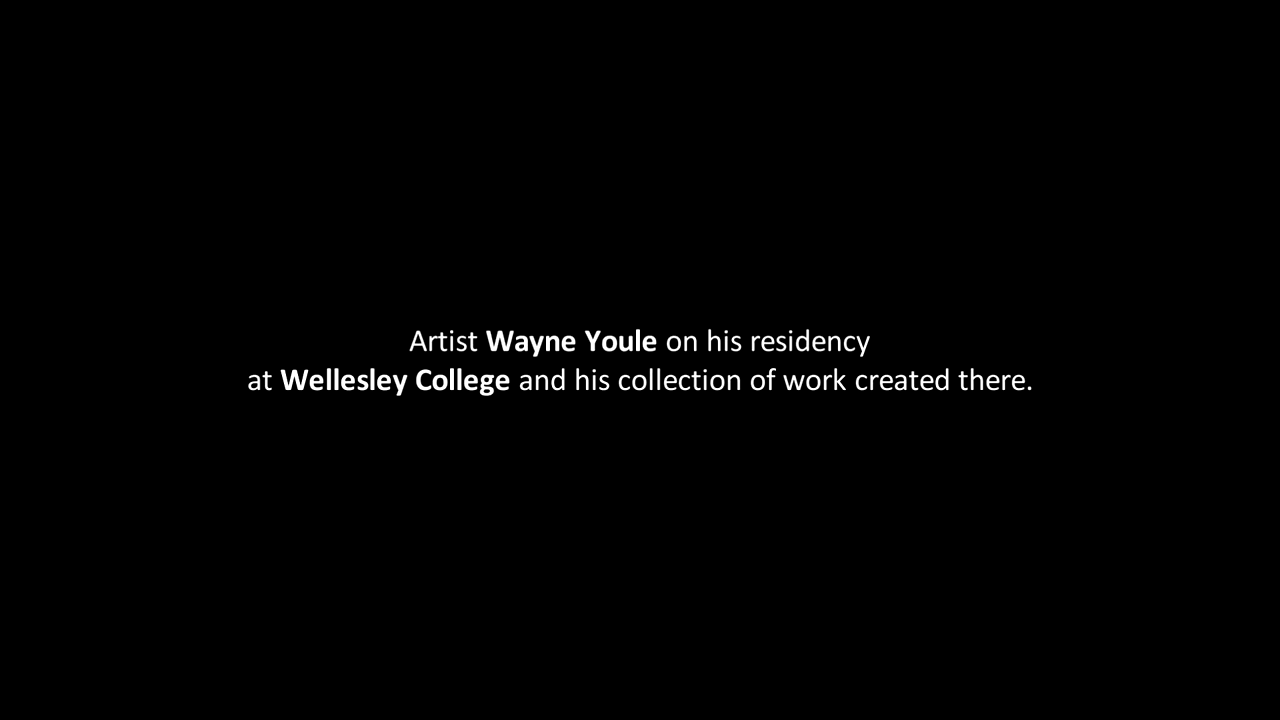 Artist Wayne Youle on his residency
at Wellesley College and his collection of work created there.